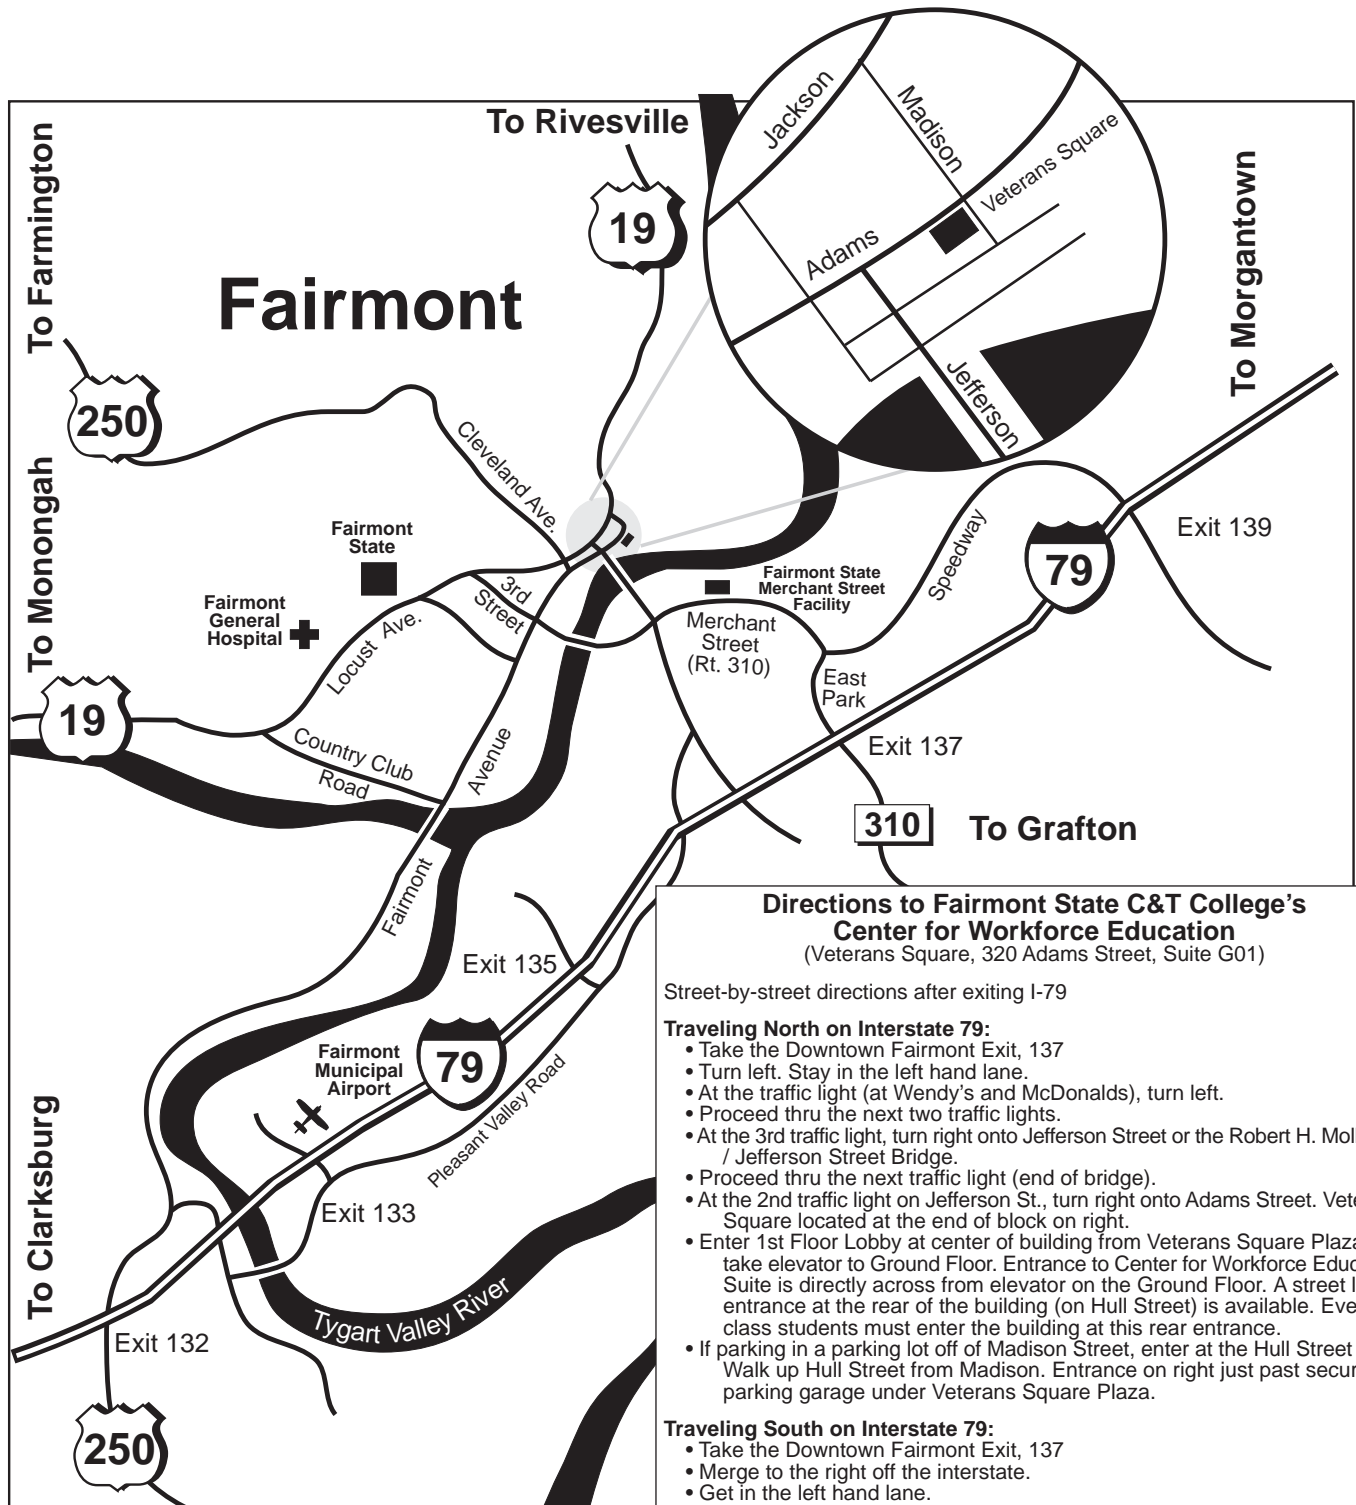 To Rivesville
To Farmington
To Morgantown
Jackson
Madison
Veterans Square
Adams
Jefferson
19
Fairmont
250
Cleveland Ave.
To Monongah
Fairmont
State
Fairmont
General
Hospital
3rd
Street
Locust Ave.
Fairmont State
Merchant Street
Facility
Merchant
Street
(Rt. 310)
Speedway
79
Exit 139
East
Park
19
Country Club
Road
Fairmont
Avenue
Exit 137
310
To Grafton
Exit 135
Fairmont
Municipal
Airport
79
Pleasant Valley Road
Exit 133
To Clarksburg
Tygart Valley River
Exit 132
250
Directions to Fairmont State C&T College's
Center for Workforce Education
(Veterans Square, 320 Adams Street, Suite G01)
Street-by-street directions after exiting I-79
Traveling North on Interstate 79:
• Take the Downtown Fairmont Exit, 137
• Turn left. Stay in the left hand lane.
• At the traffic light (at Wendy's and McDonalds), turn left.
• Proceed thru the next two traffic lights.
• At the 3rd traffic light, turn right onto Jefferson Street or the Robert H. Mol
/ Jefferson Street Bridge.
• Proceed thru the next traffic light (end of bridge).
• At the 2nd traffic light on Jefferson St., turn right onto Adams Street. Vete
Square located at the end of block on right.
• Enter 1st Floor Lobby at center of building from Veterans Square Plaza
take elevator to Ground Floor. Entrance to Center for Workforce Educ
Suite is directly across from elevator on the Ground Floor. A street l
entrance at the rear of the building (on Hull Street) is available. Eve
class students must enter the building at this rear entrance.
• If parking in a parking lot off of Madison Street, enter at the Hull Street
Walk up Hull Street from Madison. Entrance on right just past secur
parking garage under Veterans Square Plaza.
Traveling South on Interstate 79:
• Take the Downtown Fairmont Exit, 137
• Merge to the right off the interstate.
• Get in the left hand lane.